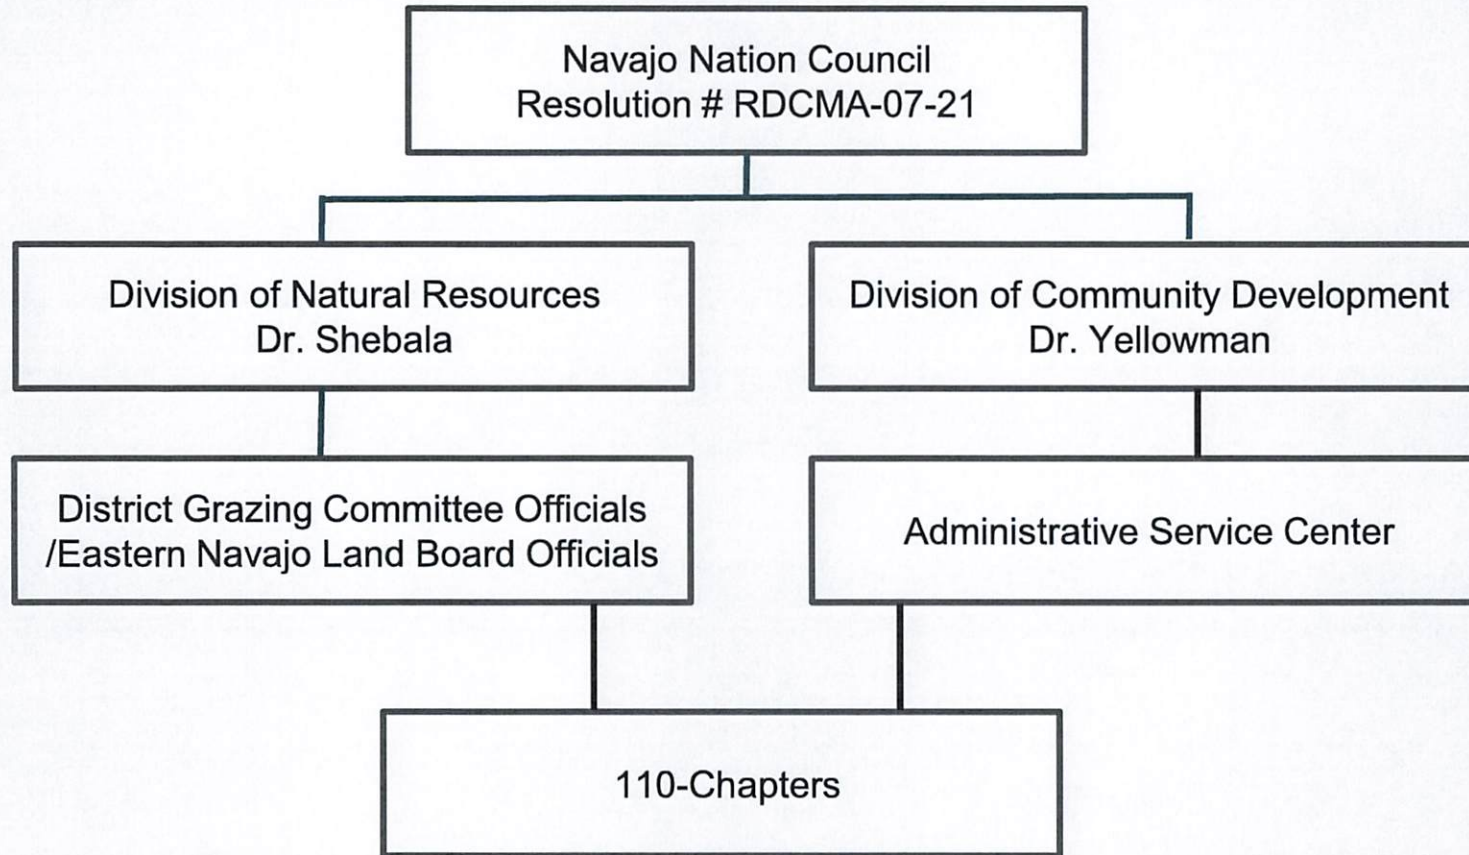 Navajo Nation Council
Resolution # RDCMA-07-21
Division of Natural Resources
Dr. Shebala
Division of Community Development
Dr. Yellowman
District Grazing Committee Officials
/Eastern Navajo Land Board Officials
Administrative Service Center
110-Chapters